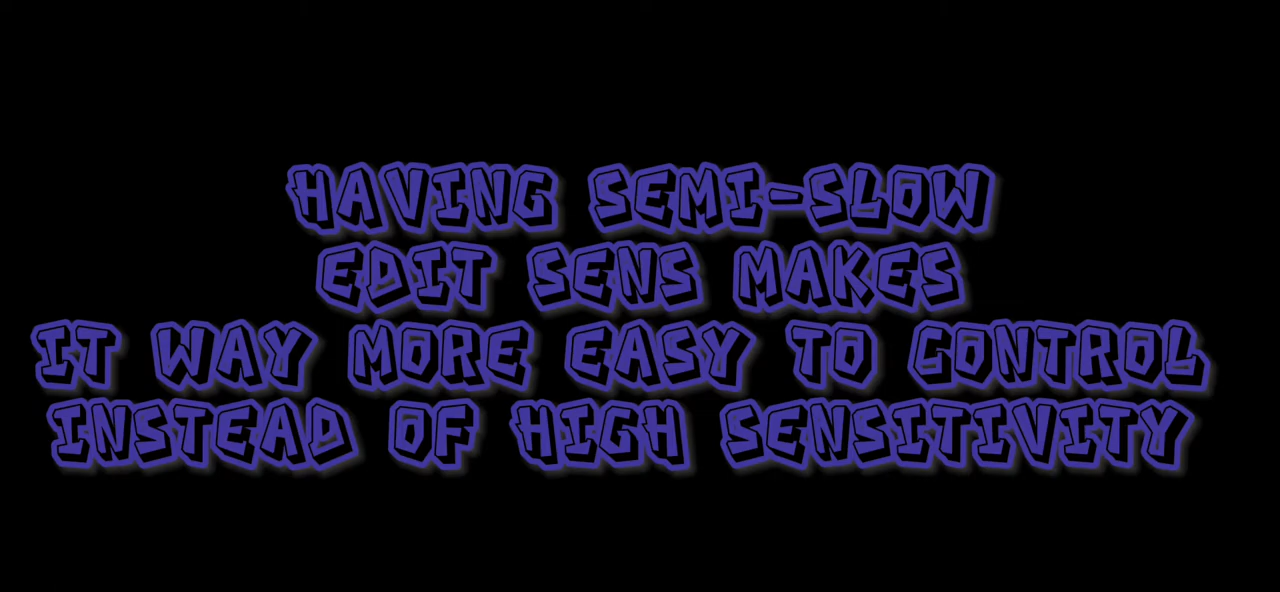 HAVING SEMI-SLOW
EDIT SENS MAKES
IT WAY MORE EASY TO CONTROL
INSTEAD OF HIGH SENSITIVITY